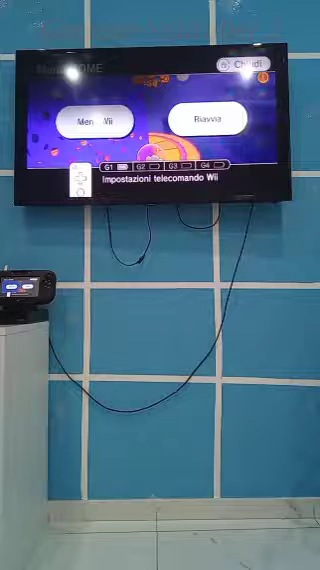 Menu HOME
Chiudi
Menu Wii
Riavvia
G1 G2 G3 G4
Impostazioni telecomando Wii